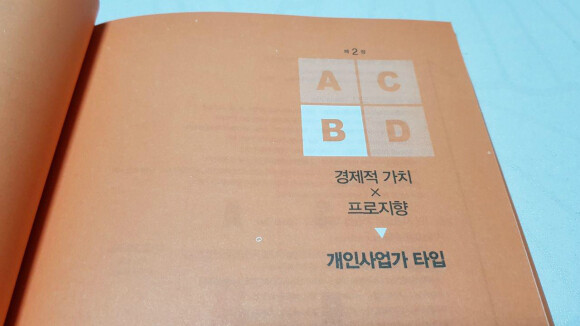 제2장
A C
B D
경제적 가치
×
프로지향
▼
개인사업가 타입